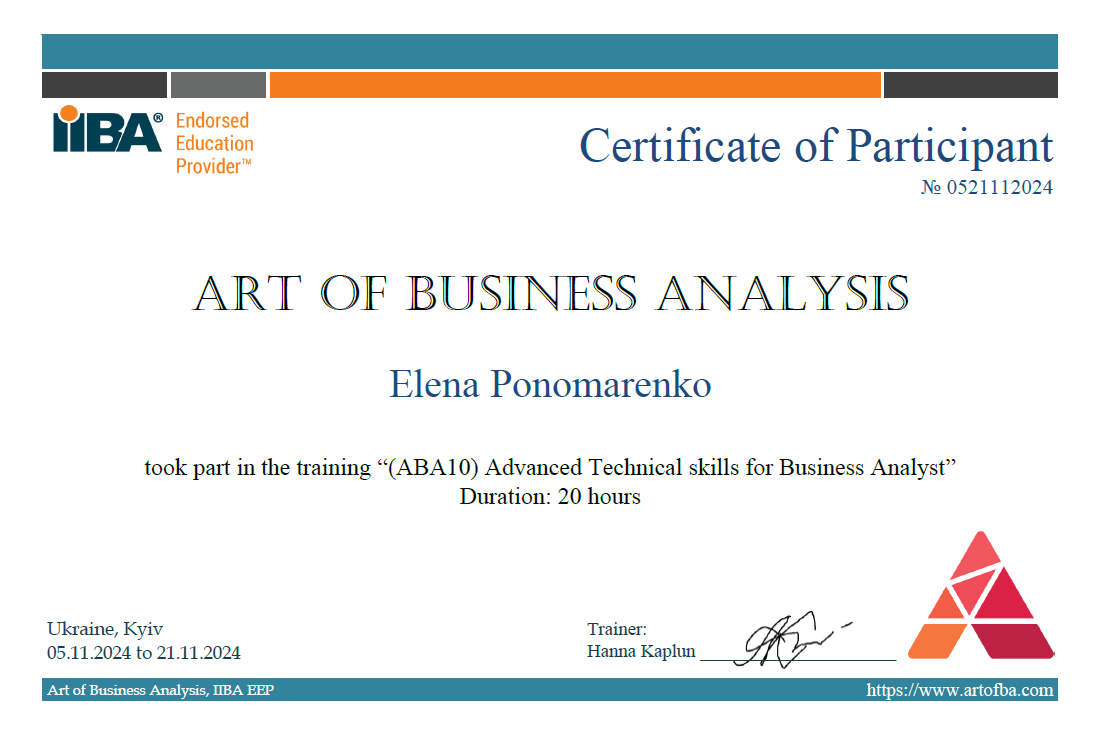 IIBA® Endorsed
Education
Provider™
Certificate of Participant
№ 0521112024
ART OF BUSINESS ANALYSIS
Elena Ponomarenko
took part in the training “(ABA10) Advanced Technical skills for Business Analyst”
Duration: 20 hours
Ukraine, Kyiv
05.11.2024 to 21.11.2024
Trainer:
Hanna Kaplun
Art of Business Analysis, IIBA EEP
https://www.artofba.com